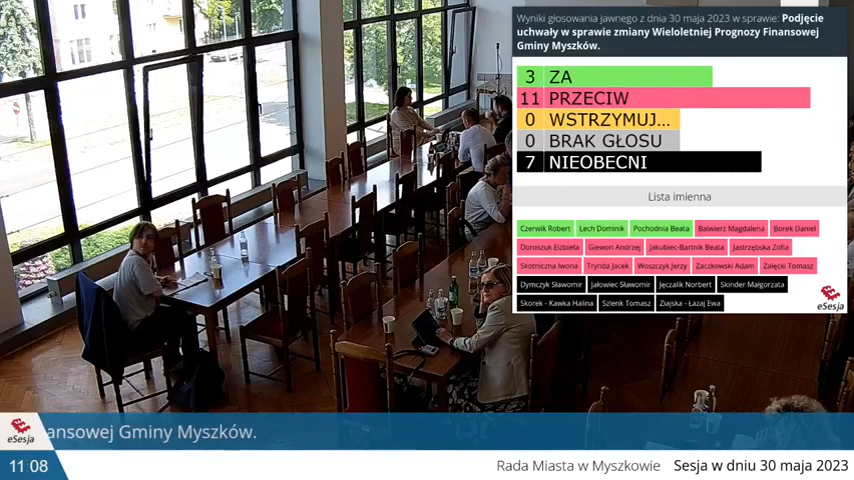 Wyniki głosowania jawnego z dnia 30 maja 2023 w sprawie: Podjęcie
uchwały w sprawie zmiany Wieloletniej Prognozy Finansowej
Gminy Myszków.
3 ZA
11 PRZECIW
0 WSTRZYMUJ...
0 BRAK GŁOSU
7 NIEOBECNI
Lista imienna
Czerwik Robert Lech Dominik Pochodnia Beata Balwierz Magdalena Borek Daniel
Doroszuk Elżbieta Giewon Andrzej Jakubiec-Bartnik Beata Jastrzębska Zofia
Skotniczna Iwona Trynda Jacek Woszczyk Jerzy Zaczkowski Adam Załęcki Tomasz
Dymczyk Sławomir Jałowiec Sławomir Jęczalik Norbert Skinder Małgorzata
Skorek - Kawka Halina Szlenk Tomasz Ziajska - Łazaj Ewa
eSesja
eSesja
ansowej Gminy Myszków.
11 08
Rada Miasta w Myszkowie Sesja w dniu 30 maja 2023